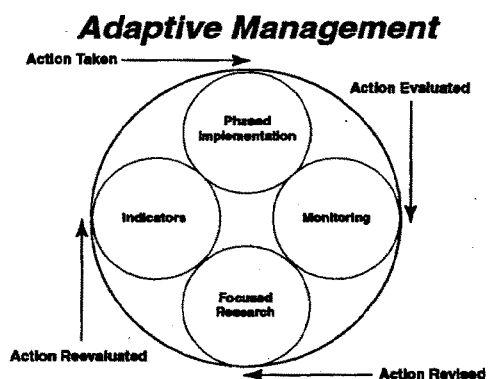 Adaptive Management
Action Taken
Action Evaluated
Phased
Implementation
Indicators
Monitoring
Focused
Research
Action Reevaluated
Action Revised